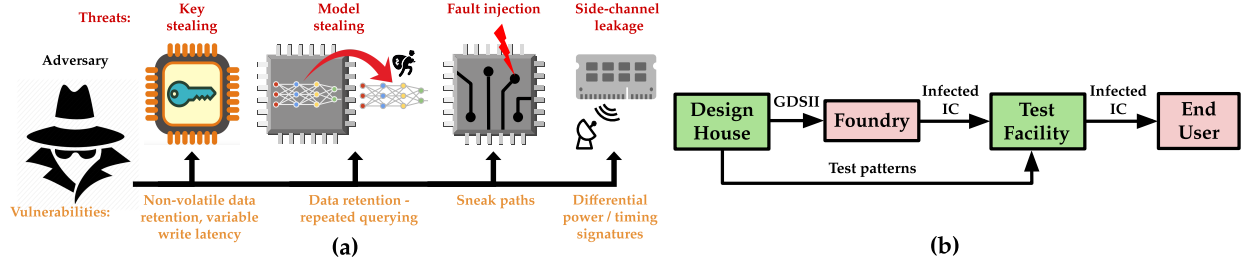 Threats:
Key
stealing
Model
stealing
Fault injection
Side-channel
leakage
Adversary
Vulnerabilities:
Non-volatile data
retention, variable
write latency
Data retention -
repeated querying
Sneak paths
Differential
power / timing
signatures
(a)
Design
House
GDSII
Foundry
Infected
IC
Test
Facility
Infected
IC
End
User
Test patterns
(b)